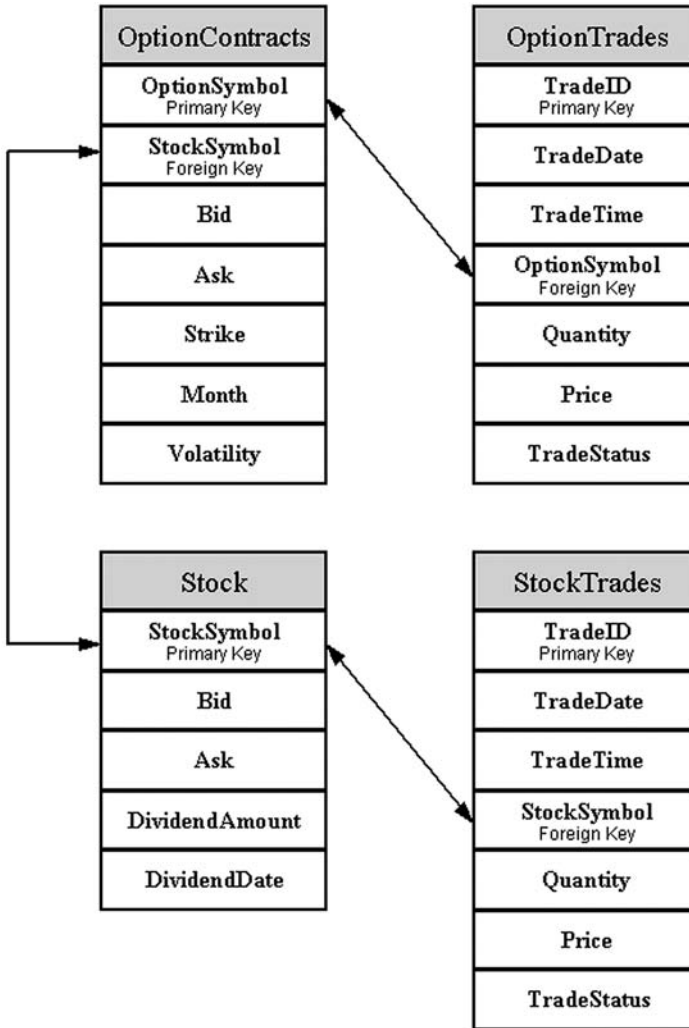 OptionContracts
OptionSymbol
Primary Key
StockSymbol
Foreign Key
Bid
Ask
Strike
Month
Volatility
OptionTrades
TradeID
Primary Key
TradeDate
TradeTime
OptionSymbol
Foreign Key
Quantity
Price
TradeStatus
Stock
StockSymbol
Primary Key
Bid
Ask
DividendAmount
DividendDate
StockTrades
TradeID
Primary Key
TradeDate
TradeTime
StockSymbol
Foreign Key
Quantity
Price
TradeStatus